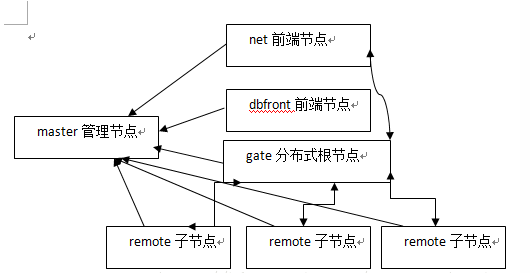 net 前端节点
dbfront 前端节点
master 管理节点
gate 分布式根节点
remote 子节点
remote 子节点
remote 子节点